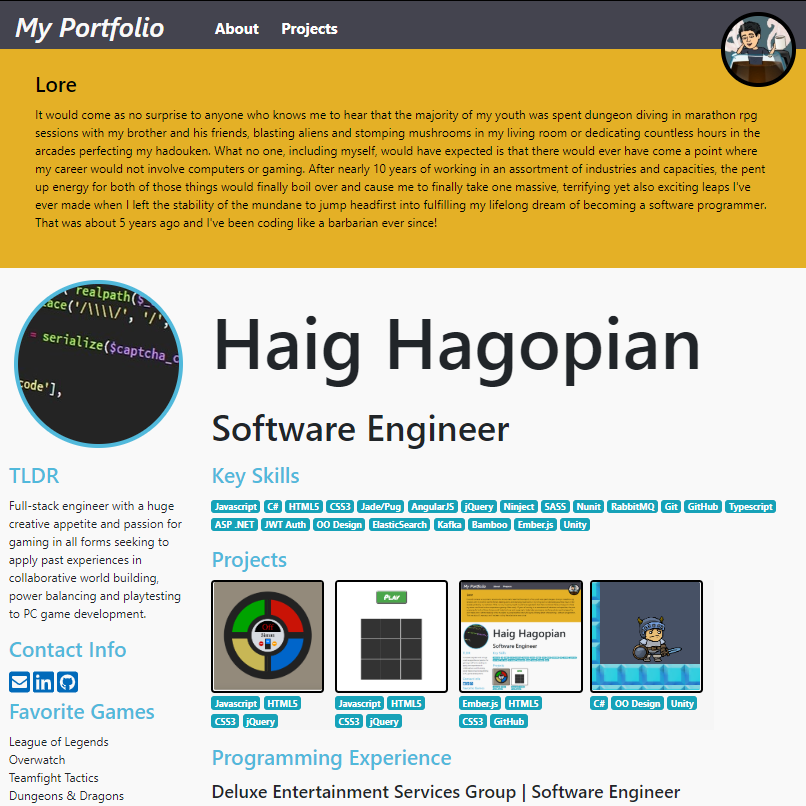 My Portfolio
About
Projects
Lore
It would come as no surprise to anyone who knows me to hear that the majority of my youth was spent dungeon diving in marathon rpg
sessions with my brother and his friends, blasting aliens and stomping mushrooms in my living room or dedicating countless hours in the
arcades perfecting my hadouken. What no one, including myself, would have expected is that there would ever have come a point where
my career would not involve computers or gaming. After nearly 10 years of working in an assortment of industries and capacities, the pent
up energy for both of those things would finally boil over and cause me to finally take one massive, terrifying yet also exciting leaps I've
ever made when I left the stability of the mundane to jump headfirst into fulfilling my lifelong dream of becoming a software programmer.
That was about 5 years ago and I've been coding like a barbarian ever since!
realpath($_
lace('/\\\\/', '/',
= serialize($captcha_c
code'],
Haig Hagopian
Software Engineer
TLDR
Full-stack engineer with a huge
creative appetite and passion for
gaming in all forms seeking to
apply past experiences in
collaborative world building,
power balancing and playtesting
to PC game development.
Contact Info
Favorite Games
League of Legends
Overwatch
Teamfight Tactics
Dungeons & Dragons
Key Skills
Javascript C# HTML5 CSS3 Jade/Pug AngularJS jQuery Ninject SASS Nunit RabbitMQ Git GitHub Typescript
ASP .NET JWT Auth OO Design ElasticSearch Kafka Bamboo Ember.js Unity
Projects
Off
Simon
PLAY
My Portfolio
Haig Hagopian
Software Engineer
Javascript HTML5
CSS3 jQuery
Javascript HTML5
CSS3 jQuery
Ember.js HTML5
CSS3 GitHub
C# OO Design Unity
Programming Experience
Deluxe Entertainment Services Group | Software Engineer